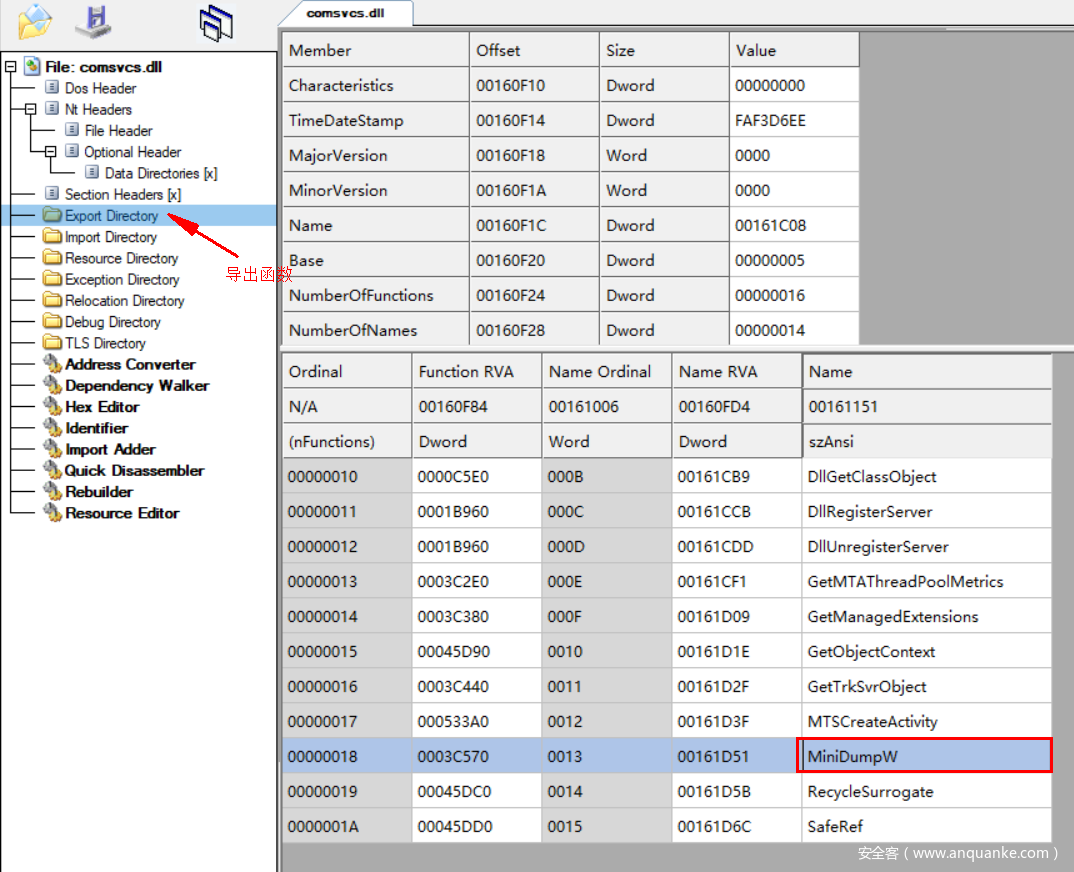 comsvcs.dll
File: comsvcs.dll
Dos Header
Nt Headers
File Header
Optional Header
Data Directories [x]
Section Headers [x]
Export Directory
Import Directory
Resource Directory
Exception Directory
Relocation Directory
Debug Directory
TLS Directory
Address Converter
Dependency Walker
Hex Editor
Identifier
Import Adder
Quick Disassembler
Rebuilder
Resource Editor
导出函数
Member Offset Size Value
Characteristics 00160F10 Dword 00000000
TimeDateStamp 00160F14 Dword FAF3D6EE
MajorVersion 00160F18 Word 0000
MinorVersion 00160F1A Word 0000
Name 00160F1C Dword 00161C08
Base 00160F20 Dword 00000005
NumberOfFunctions 00160F24 Dword 00000016
NumberOfNames 00160F28 Dword 00000014
Ordinal Function RVA Name Ordinal Name RVA Name
N/A 00160F84 00161006 00160FD4 00161151
(nFunctions) Dword Word Dword szAnsi
00000010 0000C5E0 000B 00161CB9 DllGetClassObject
00000011 0001B960 000C 00161CCB DllRegisterServer
00000012 0001B960 000D 00161CDD DllUnregisterServer
00000013 0003C2E0 000E 00161CF1 GetMTAThreadPoolMetrics
00000014 0003C380 000F 00161D09 GetManagedExtensions
00000015 00045D90 0010 00161D1E GetObjectContext
00000016 0003C440 0011 00161D2F GetTrkSvrObject
00000017 000533A0 0012 00161D3F MTSCreateActivity
00000018 0003C570 0013 00161D51 MiniDumpW
00000019 00045DC0 0014 00161D5B RecycleSurrogate
0000001A 00045DD0 0015 00161D6C SafeRef
安全客（www.anquanke.com）